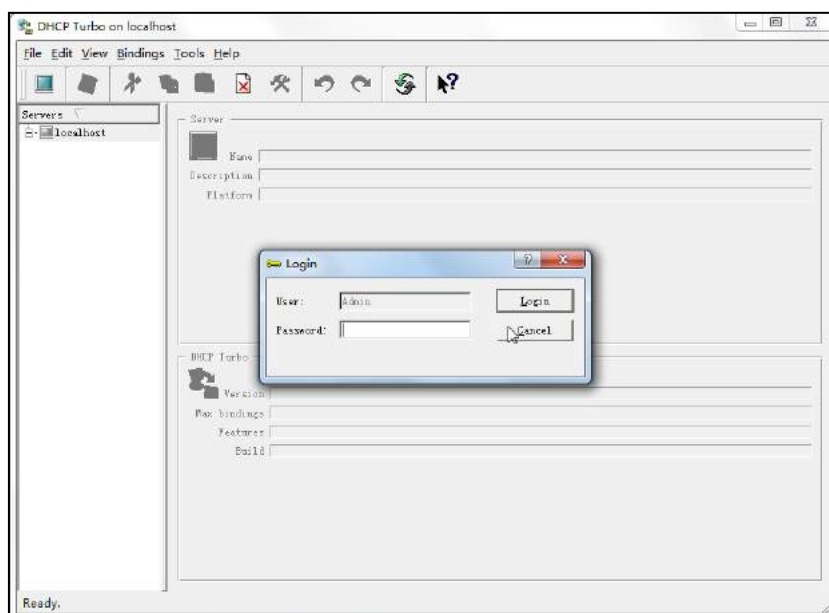 DHCP Turbo on localhost
File Edit View Bindings Tools Help
Servers
localhost
Server
Name
Description
Platform
Login
User: Admin
Login
Password:
Cancel
DHCP Turbo
Version
Max bindings
Features
Build
Ready.